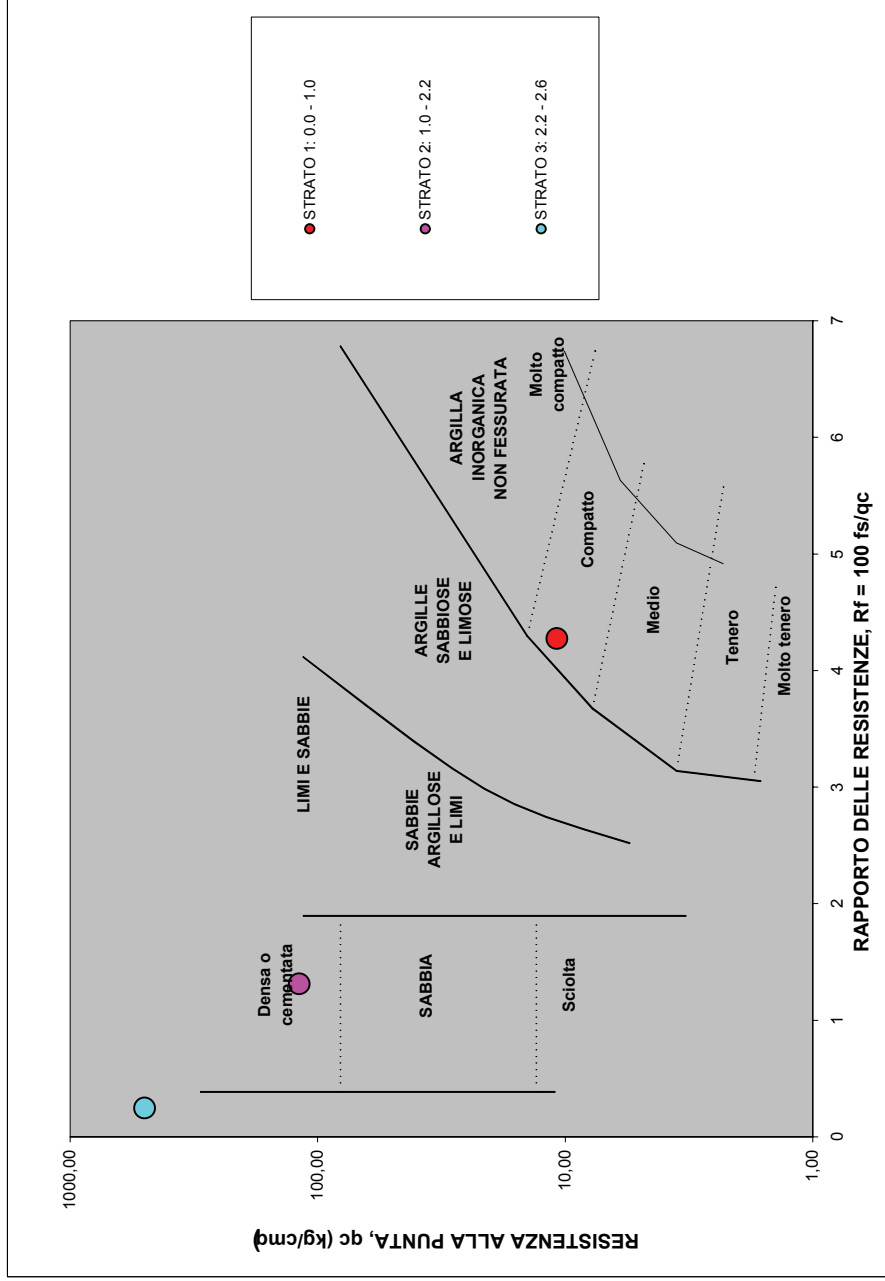 RESISTENZA ALLA PUNTA, qc (kg/cmq)
1000,00
100,00
10,00
1,00
Densa o
cementata
SABBIA
Sciolta
LIMI E SABBIE
SABBIE
ARGILLOSE
E LIMI
ARGILLE
SABBIOSE
E LIMOSE
ARGILLA
INORGANICA
NON FESSURATA
Molto
compatto
Compatto
Medio
Tenero
Molto tenero
0
1
2
3
4
5
6
7
RAPPORTO DELLE RESISTENZE, Rf = 100 fs/qc
STRATO 1: 0.0 - 1.0
STRATO 2: 1.0 - 2.2
STRATO 3: 2.2 - 2.6